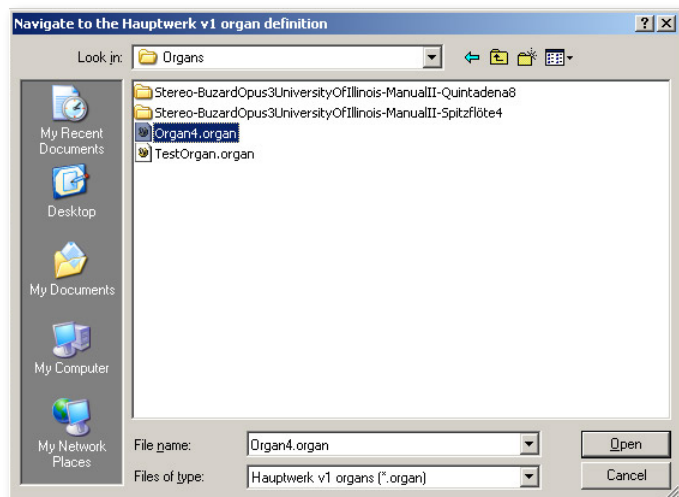 Navigate to the Hauptwerk v1 organ definition
Look in: Organs
My Recent
Documents
Desktop
My Documents
My Computer
My Network
Places
Stereo-BuzardOpus3UniversityOfIllinois-ManualII-Quintadena8
Stereo-BuzardOpus3UniversityOfIllinois-ManualII-Spitzflöte4
Organ4.organ
TestOrgan.organ
File name: Organ4.organ Open
Files of type: Hauptwerk v1 organs (*.organ) Cancel